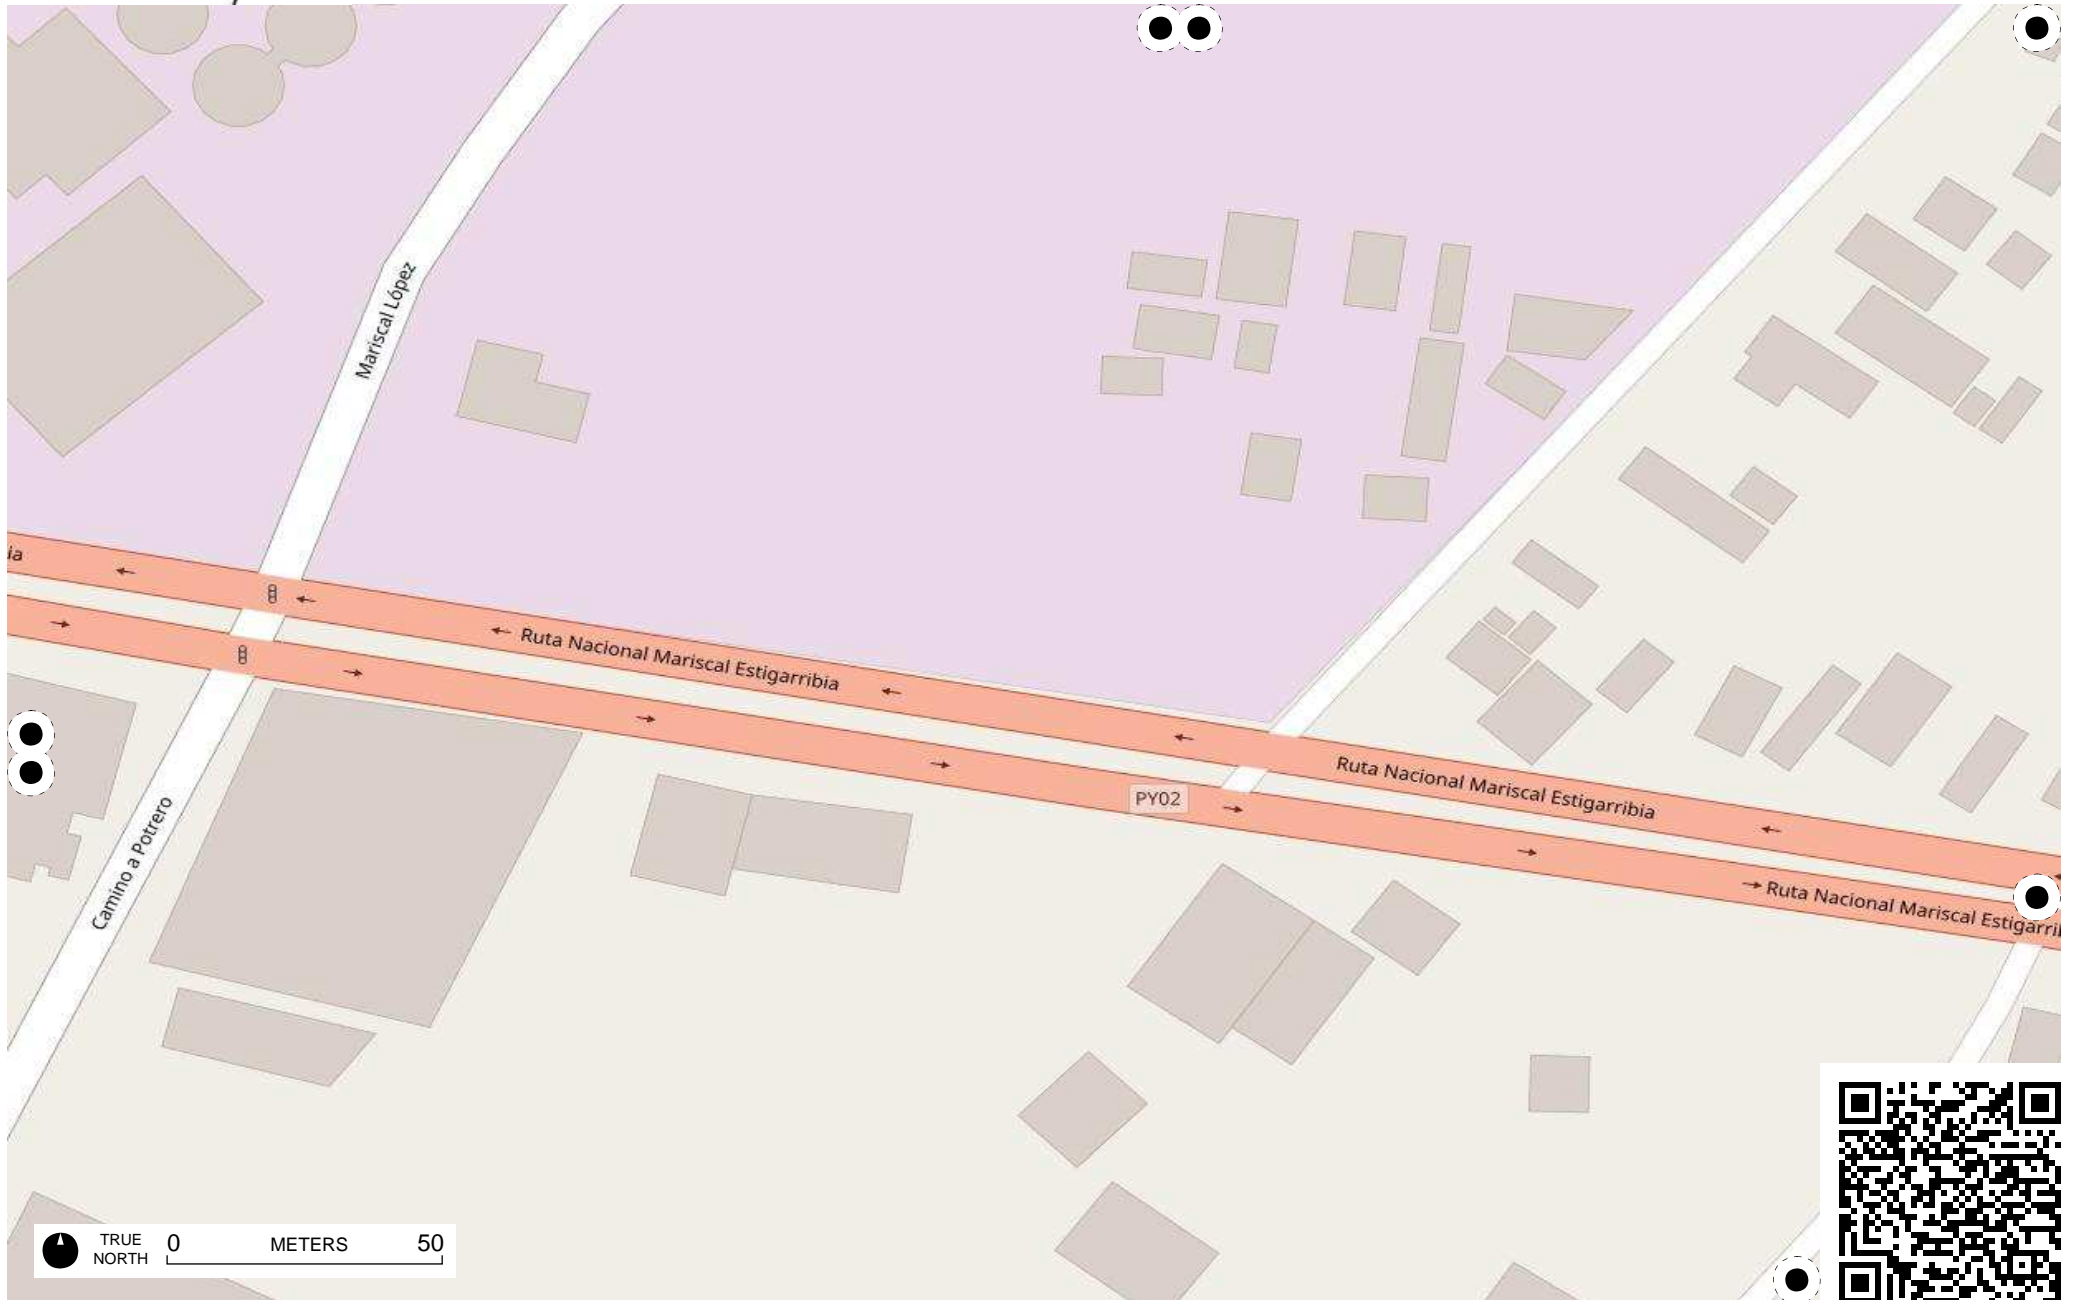 Mariscal López
ia
Ruta Nacional Mariscal Estigarribia
Ruta Nacional Mariscal Estigarribia
PY02
Camino a Potrero
Ruta Nacional Mariscal Estigarri
TRUE
NORTH
0 METERS 50